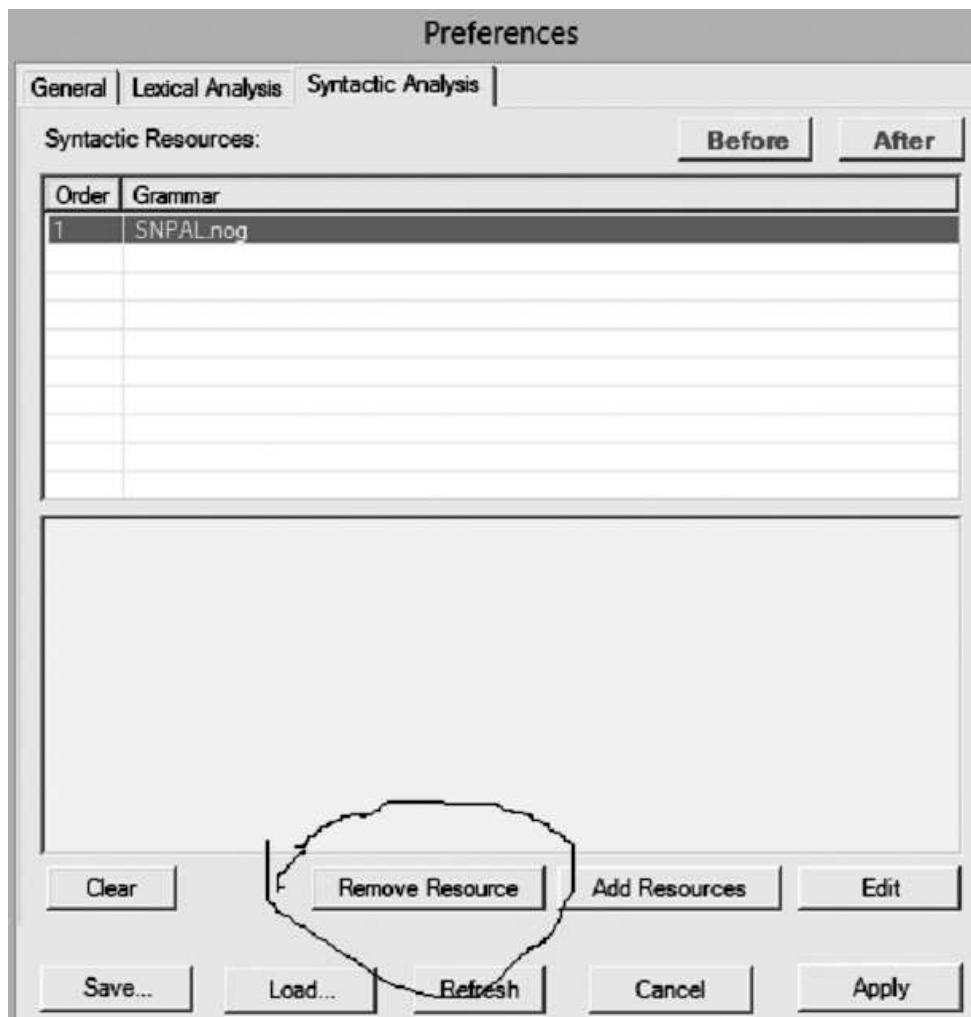 Preferences
General Lexical Analysis Syntactic Analysis
Syntactic Resources: Before After
Order Grammar
1 SNPAL.nog
Clear Remove Resource Add Resources Edit
Save... Load... Refresh Cancel Apply